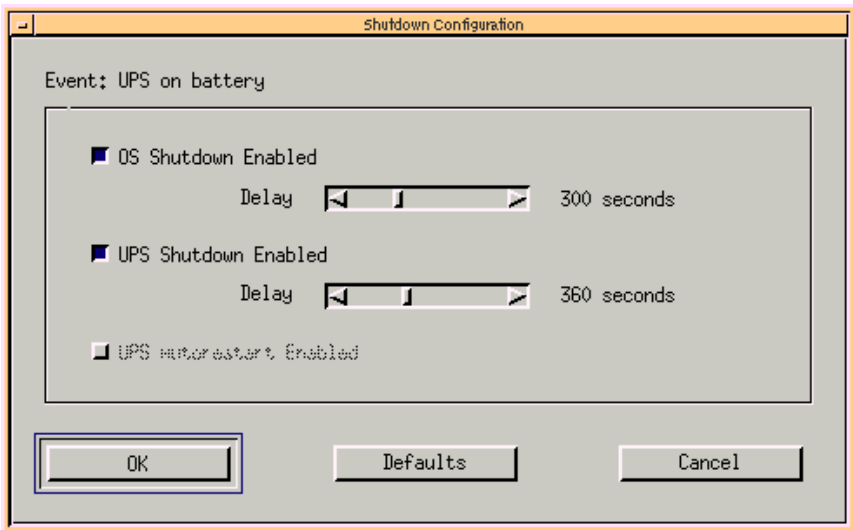 Shutdown Configuration
Event: UPS on battery
OS Shutdown Enabled
Delay 300 seconds
UPS Shutdown Enabled
Delay 360 seconds
UPS Autorestart Enabled
OK Defaults Cancel